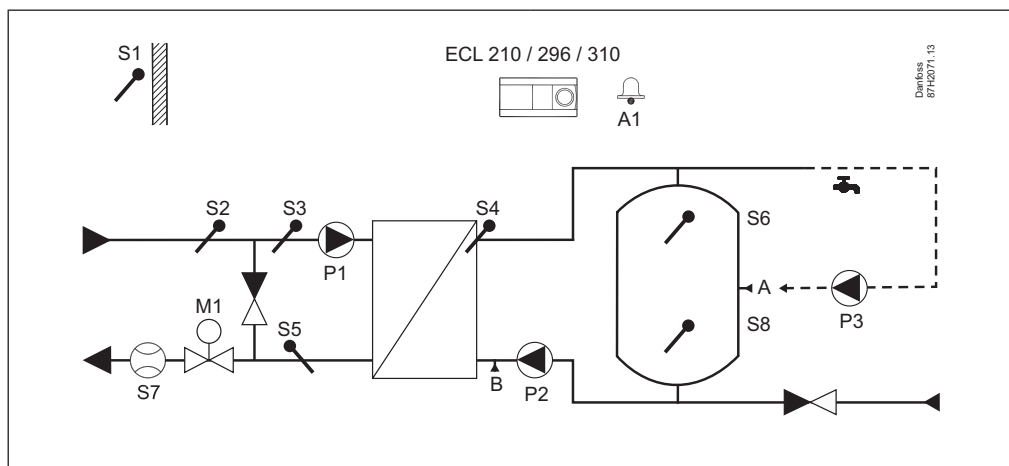 S1
ECL 210 / 296 / 310
Danfoss
87H2071.13
A1
S2
S3
S4
S6
P1
A
M1
S8
P3
S5
S7
B
P2